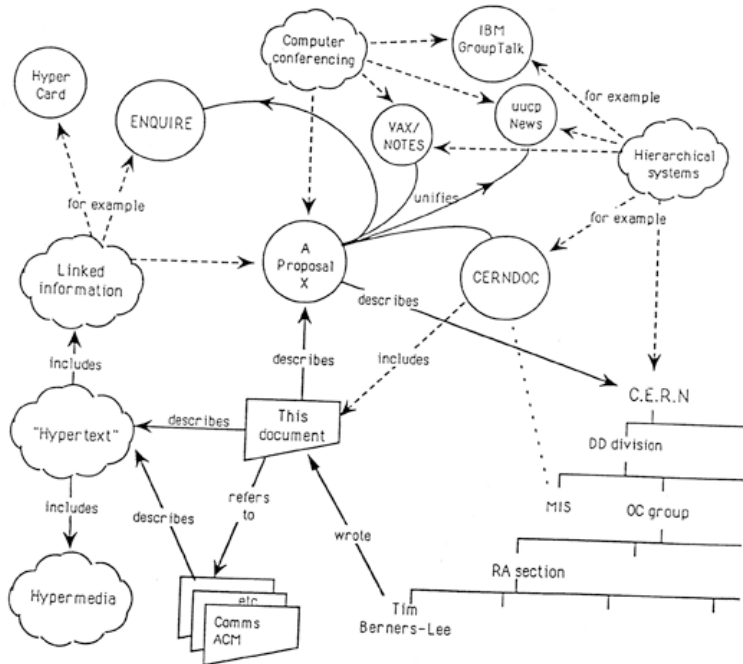 IBM
GroupTalk
Computer
conferencing
Hyper
Card
for example
uucp
News
ENQUIRE
VAX/
NOTES
Hierarchical
systems
unifies
for example
for example
A
Proposal
X
Linked
information
CERNDOC
describes
includes
describes
includes
C.E.R.N
This
document
describes
"Hypertext"
DD division
refers
to
includes
MIS
OC group
describes
wrote
RA section
Hypermedia
etc
Tim
Berners-Lee
Comms
ACM